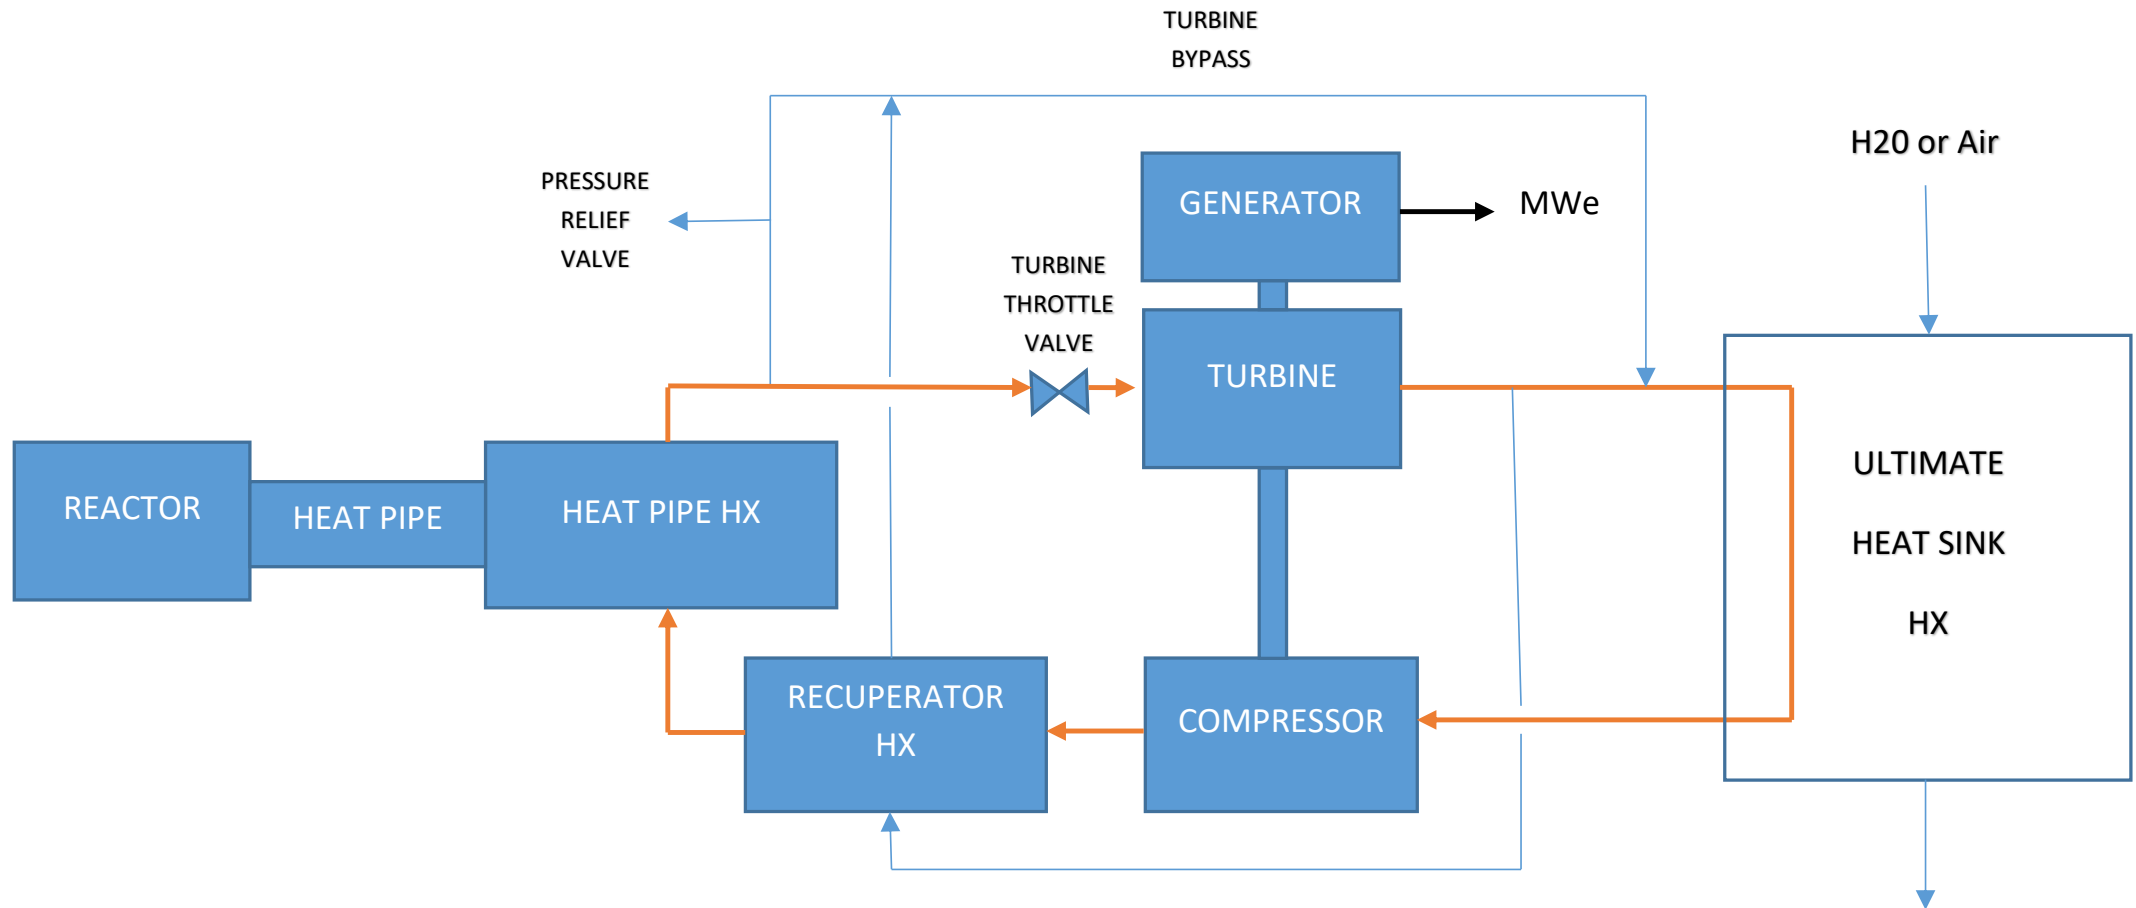 TURBINE
BYPASS
H20 or Air
PRESSURE
RELIEF
VALVE
GENERATOR
MWe
TURBINE
THROTTLE
VALVE
TURBINE
REACTOR
HEAT PIPE
HEAT PIPE HX
ULTIMATE
HEAT SINK
HX
RECUPERATOR
HX
COMPRESSOR